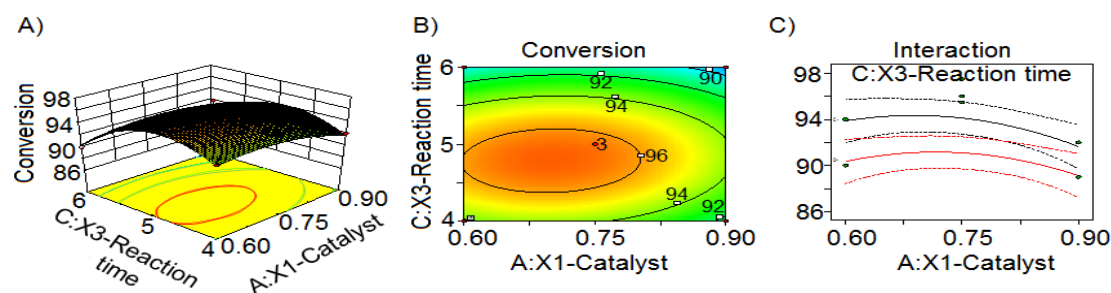 A)
Conversion
98
94
90
86
6
5
4
C:X3-Reaction
time
0.60
0.75
0.90
A:X1-Catalyst
B)
Conversion
C:X3-Reaction time
6
5
4
92
90
94
3
96
94
92
0.60
0.75
0.90
A:X1-Catalyst
C)
Interaction
C:X3-Reaction time
98
94
90
86
0.60
0.75
0.90
A:X1-Catalyst